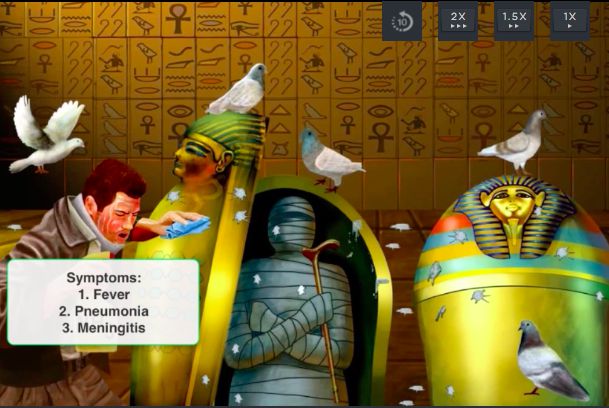 10
2X
1.5X
1X
Symptoms:
1. Fever
2. Pneumonia
3. Meningitis